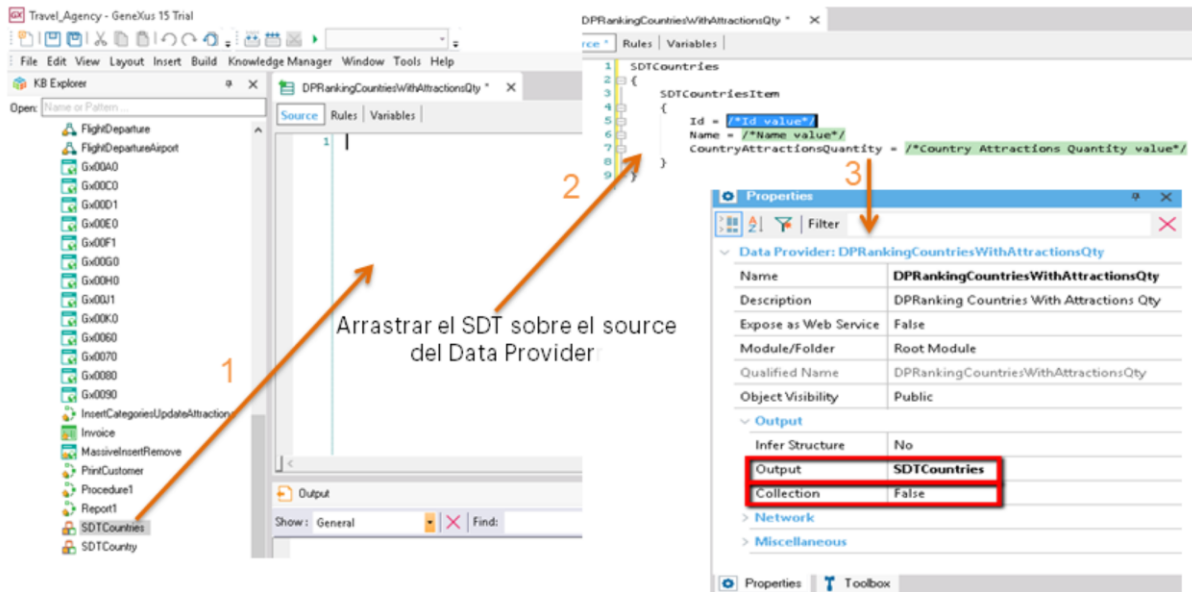 Travel_Agency - GeneXus 15 Trial
File Edit View Layout Insert Build Knowledge Manager Window Tools Help
KB Explorer
Open: Name or Pattern...
FlightDeparture
FlightDepartureAirport
Gx00A0
Gx00C0
Gx00D1
Gx00E0
Gx00F1
Gx00G0
Gx00H0
Gx00J1
Gx00K0
Gx0060
Gx0070
Gx0080
Gx0090
InsertCategoriesUpdateAttractions
Invoice
MassiveInsertRemove
PrintCustomer
Procedure1
Report1
SDTCountries
SDTCountry
1
DPRankingCountriesWithAttractionsQty *
Source Rules Variables
1
Arrastrar el SDT sobre el source
del Data Provider
Output
Show: General Find:
2
DPRankingCountriesWithAttractionsQty *
rce * Rules Variables
1 SDTCountries
2 {
3 SDTCountriesItem
4 {
5 Id = /*Id value*/
6 Name = /*Name value*/
7 CountryAttractionsQuantity = /*Country Attractions Quantity value*/
8 }
9 }
3
Properties
Filter
Data Provider: DPRankingCountriesWithAttractionsQty
Name DPRankingCountriesWithAttractionsQty
Description DPRanking Countries With Attractions Qty
Expose as Web Service False
Module/Folder Root Module
Qualified Name DPRankingCountriesWithAttractionsQty
Object Visibility Public
Output
Infer Structure No
Output SDTCountries
Collection False
Network
Miscellaneous
Properties Toolbox